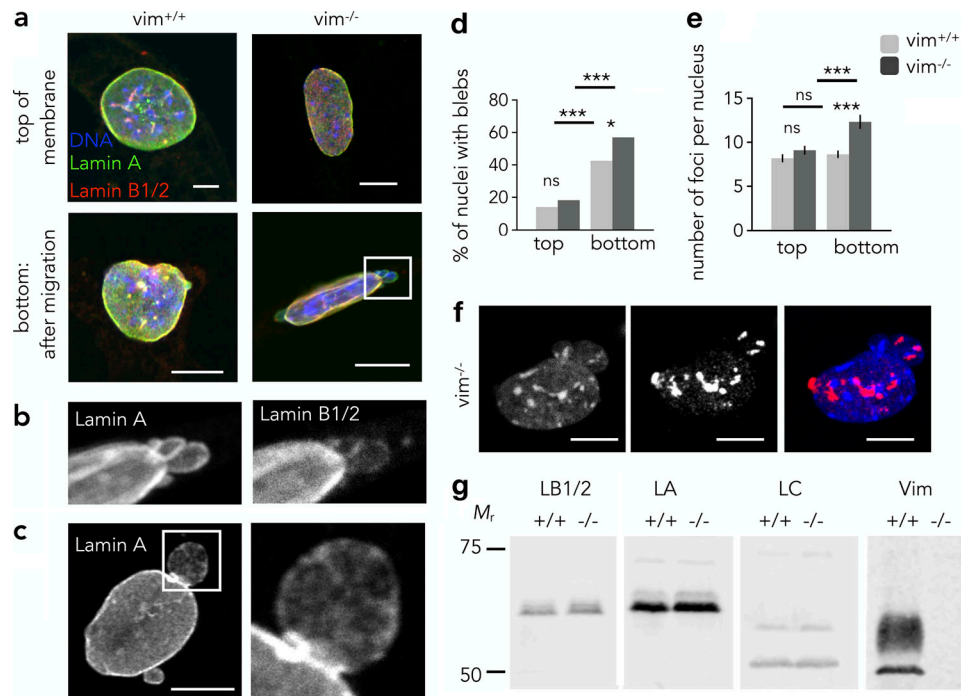 a
vim+/+
vim-/-
top of
membrane
DNA
Lamin A
Lamin B1/2
bottom:
after migration
b
Lamin A
Lamin B1/2
c
Lamin A
d
% of nuclei with blebs
80
60
40
20
0
ns
***
***
*
top
bottom
e
vim+/+
vim-/-
number of foci per nucleus
15
10
5
0
ns
ns
***
***
top
bottom
f
vim-/-
g
LB1/2
LA
LC
Vim
Mr
+/+ -/-
+/+ -/-
+/+ -/-
+/+ -/-
75
50